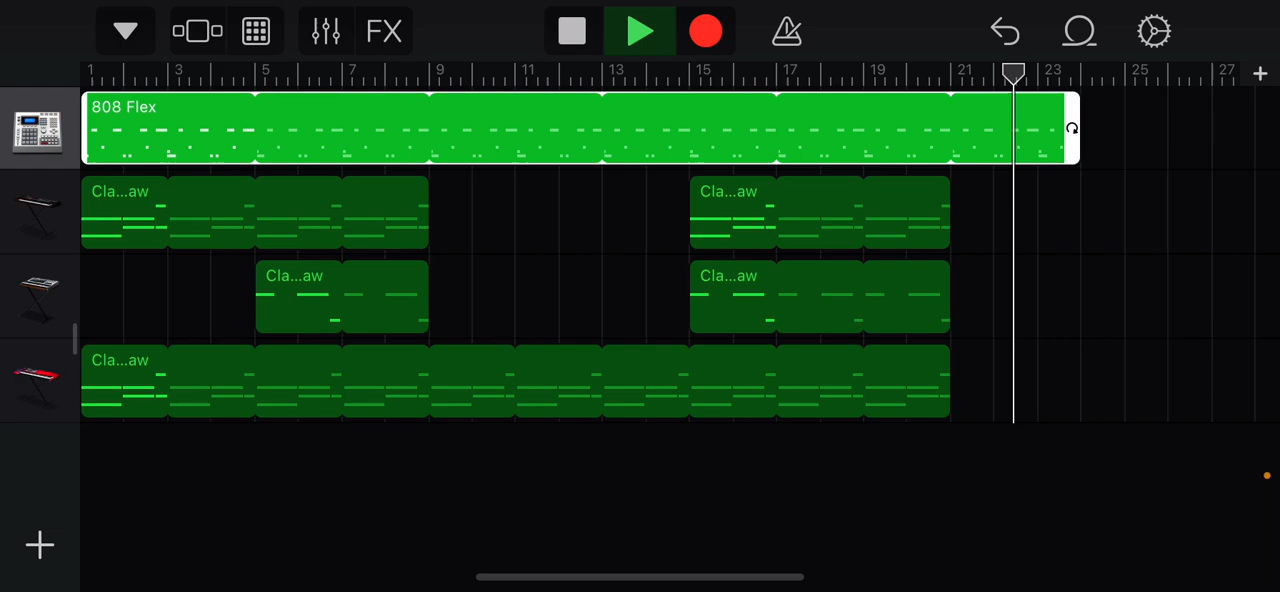 FX
1 3 5 7 9 11 13 15 17 19 21 23 25 27
808 Flex
Cla...aw Cla...aw
Cla...aw Cla...aw
Cla...aw